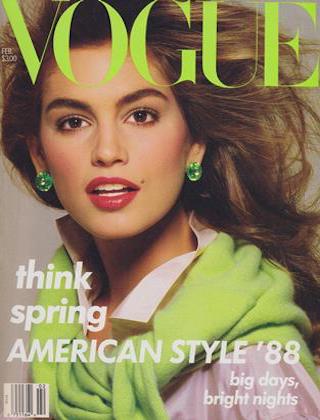 VOGUE
FEB
$3.00
think
spring
AMERICAN STYLE '88
big days,
bright nights